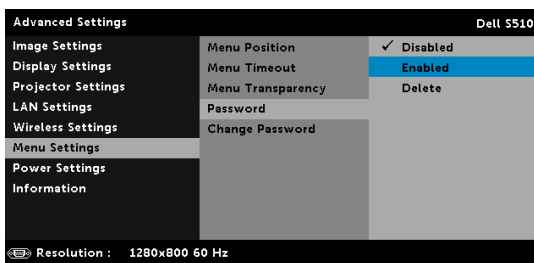 Advanced Settings Dell S510
Image Settings
Display Settings
Projector Settings
LAN Settings
Wireless Settings
Menu Settings
Power Settings
Information
Menu Position
Menu Timeout
Menu Transparency
Password
Change Password
✓ Disabled
Enabled
Delete
Resolution : 1280x800 60 Hz